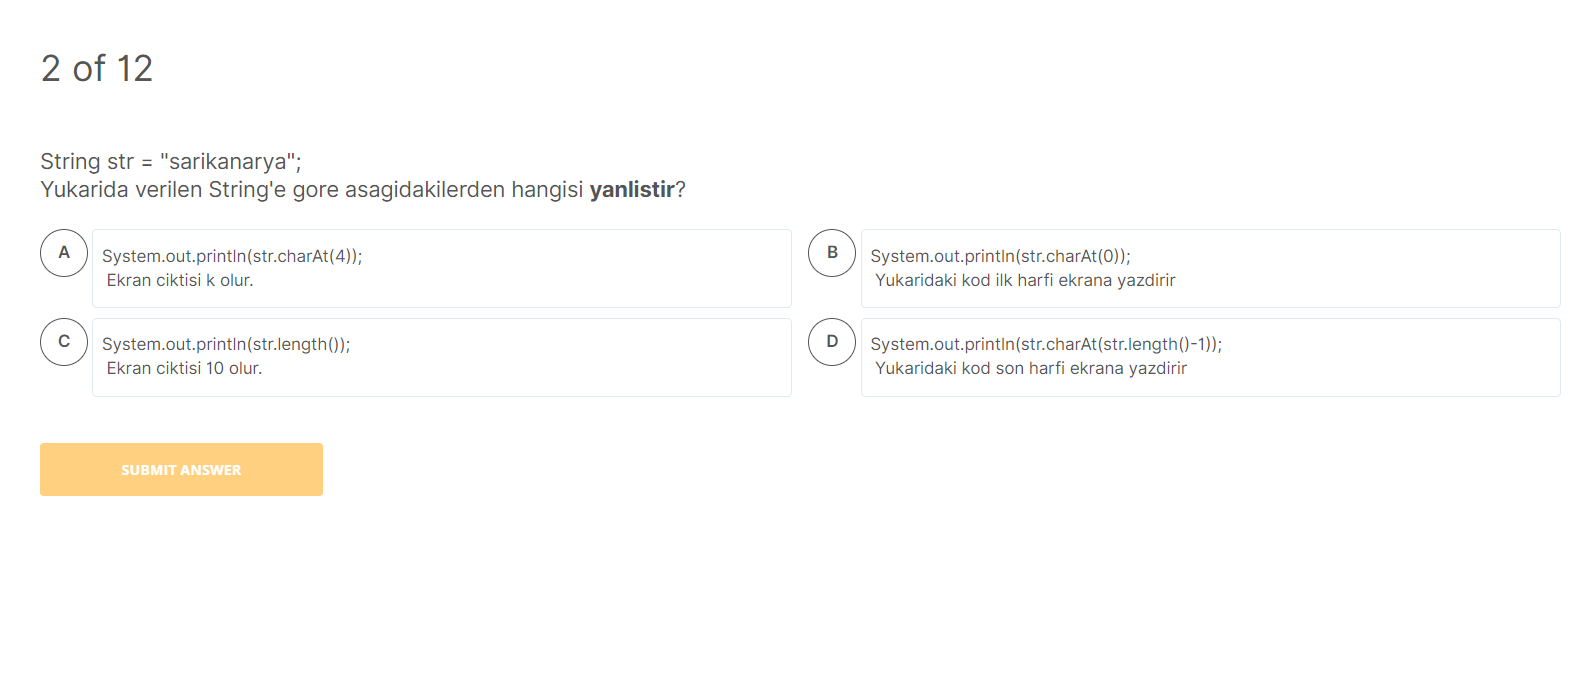 2 of 12
String str = "sarikanarya";
Yukarida verilen String'e gore asagidakilerden hangisi yanlistir?
A
System.out.println(str.charAt(4));
Ekran ciktisi k olur.
B
System.out.println(str.charAt(0));
Yukaridaki kod ilk harfi ekrana yazdirir
C
System.out.println(str.length());
Ekran ciktisi 10 olur.
D
System.out.println(str.charAt(str.length()-1));
Yukaridaki kod son harfi ekrana yazdirir
SUBMIT ANSWER